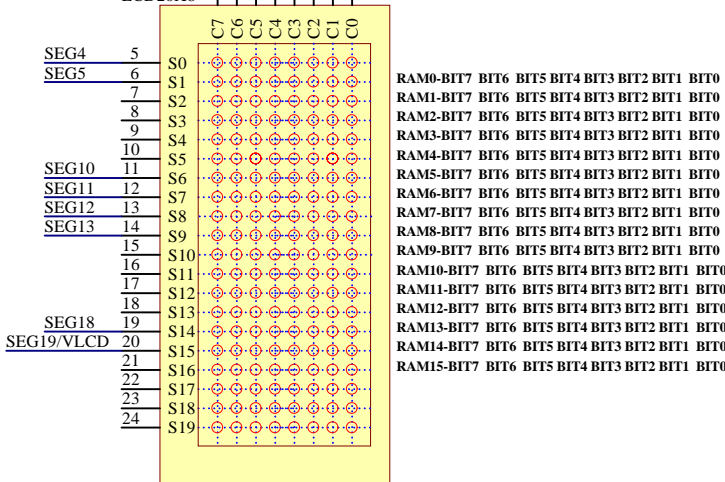 C7 C6 C5 C4 C3 C2 C1 C0
SEG4 5 S0
SEG5 6 S1 RAM0-BIT7 BIT6 BIT5 BIT4 BIT3 BIT2 BIT1 BIT0
7 S2 RAM1-BIT7 BIT6 BIT5 BIT4 BIT3 BIT2 BIT1 BIT0
8 S3 RAM2-BIT7 BIT6 BIT5 BIT4 BIT3 BIT2 BIT1 BIT0
9 S4 RAM3-BIT7 BIT6 BIT5 BIT4 BIT3 BIT2 BIT1 BIT0
10 S5 RAM4-BIT7 BIT6 BIT5 BIT4 BIT3 BIT2 BIT1 BIT0
SEG10 11 S6 RAM5-BIT7 BIT6 BIT5 BIT4 BIT3 BIT2 BIT1 BIT0
SEG11 12 S7 RAM6-BIT7 BIT6 BIT5 BIT4 BIT3 BIT2 BIT1 BIT0
SEG12 13 S8 RAM7-BIT7 BIT6 BIT5 BIT4 BIT3 BIT2 BIT1 BIT0
SEG13 14 S9 RAM8-BIT7 BIT6 BIT5 BIT4 BIT3 BIT2 BIT1 BIT0
15 S10 RAM9-BIT7 BIT6 BIT5 BIT4 BIT3 BIT2 BIT1 BIT0
16 S11 RAM10-BIT7 BIT6 BIT5 BIT4 BIT3 BIT2 BIT1 BIT0
17 S12 RAM11-BIT7 BIT6 BIT5 BIT4 BIT3 BIT2 BIT1 BIT0
18 S13 RAM12-BIT7 BIT6 BIT5 BIT4 BIT3 BIT2 BIT1 BIT0
SEG18 19 S14 RAM13-BIT7 BIT6 BIT5 BIT4 BIT3 BIT2 BIT1 BIT0
SEG19/VLCD 20 S15 RAM14-BIT7 BIT6 BIT5 BIT4 BIT3 BIT2 BIT1 BIT0
21 S16 RAM15-BIT7 BIT6 BIT5 BIT4 BIT3 BIT2 BIT1 BIT0
22 S17
23 S18
24 S19